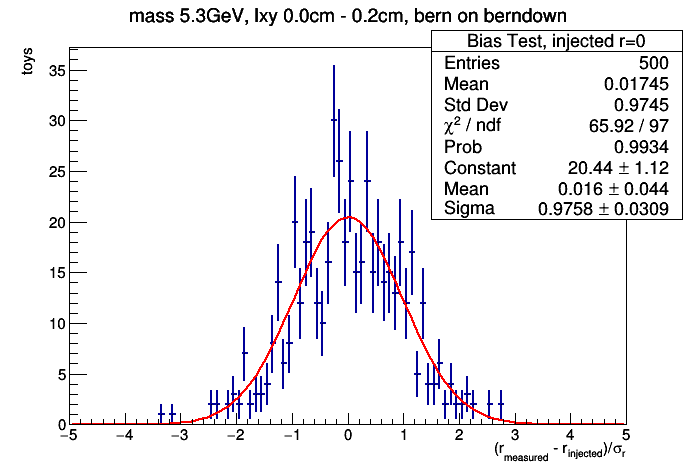 mass 5.3GeV, lxy 0.0cm - 0.2cm, bern on berndown
Bias Test, injected r=0
Entries 500
Mean 0.01745
Std Dev 0.9745
χ² / ndf 65.92 / 97
Prob 0.9934
Constant 20.44 ± 1.12
Mean 0.016 ± 0.044
Sigma 0.9758 ± 0.0309
toys
35
30
25
20
15
10
5
0
−5 −4 −3 −2 −1 0 1 2 3 4 5
(r_measured - r_injected)/σ_r